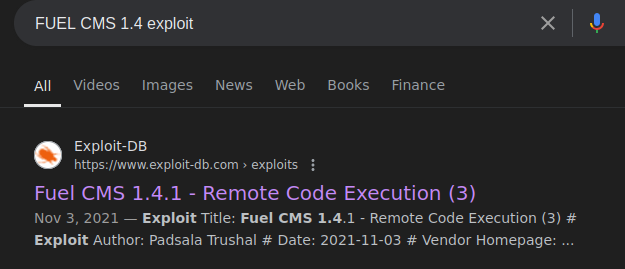 FUEL CMS 1.4 exploit
All Videos Images News Web Books Finance
Exploit-DB
https://www.exploit-db.com › exploits
Fuel CMS 1.4.1 - Remote Code Execution (3)
Nov 3, 2021 — Exploit Title: Fuel CMS 1.4.1 - Remote Code Execution (3) #
Exploit Author: Padsala Trushal # Date: 2021-11-03 # Vendor Homepage: ...